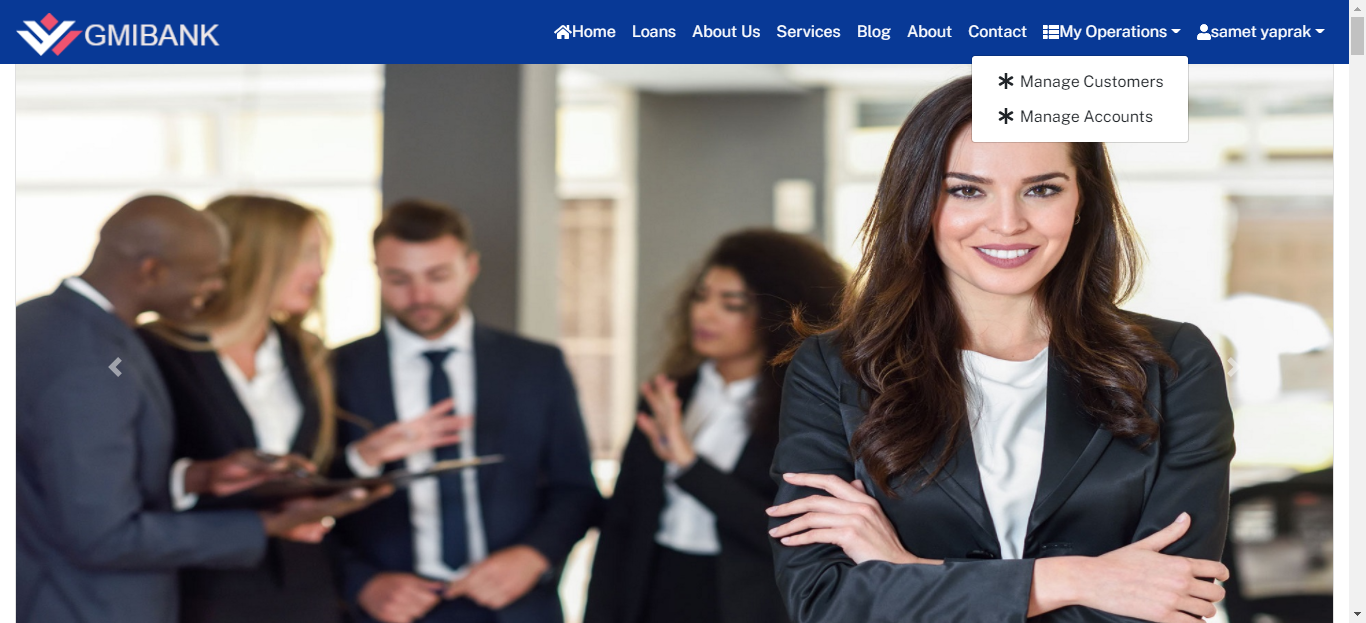 GMIBANK
Home Loans About Us Services Blog About Contact My Operations samet yaprak
Manage Customers
Manage Accounts